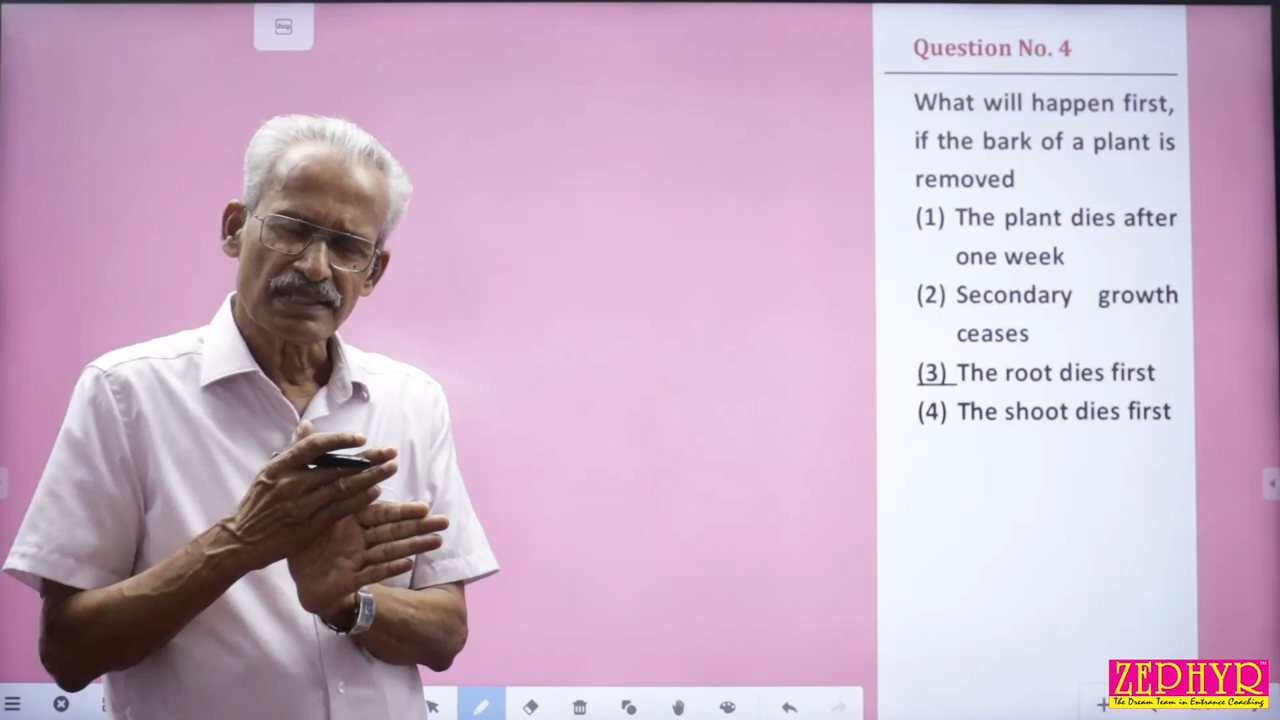 Question No. 4
What will happen first,
if the bark of a plant is
removed
(1) The plant dies after
one week
(2) Secondary growth
ceases
(3) The root dies first
(4) The shoot dies first
ZEPHYR™
The Dream Team in Entrance Coaching